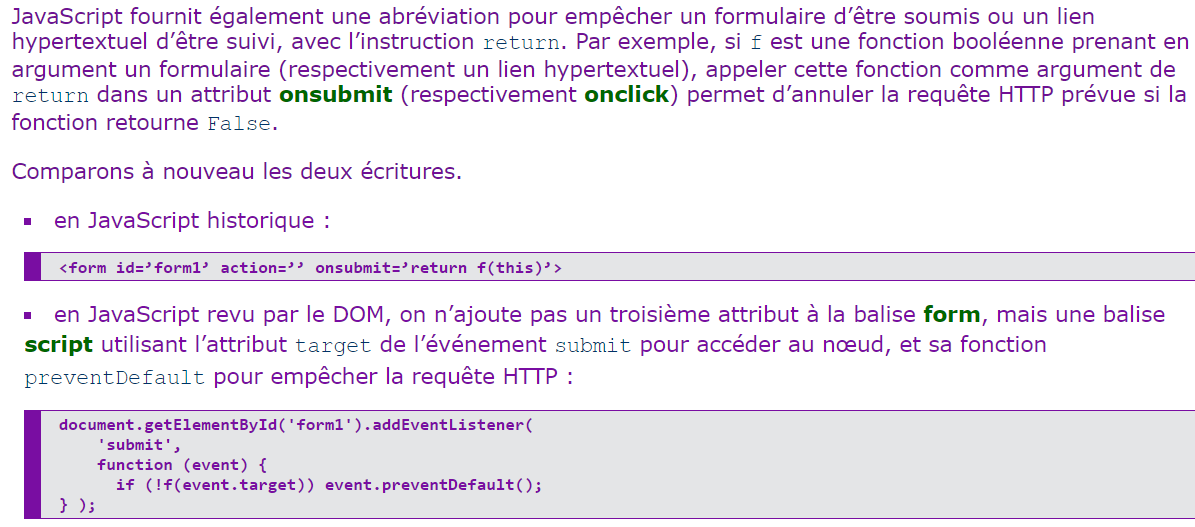 JavaScript fournit également une abréviation pour empêcher un formulaire d’être soumis ou un lien
hypertextuel d’être suivi, avec l’instruction return. Par exemple, si f est une fonction booléenne prenant en
argument un formulaire (respectivement un lien hypertextuel), appeler cette fonction comme argument de
return dans un attribut onsubmit (respectivement onclick) permet d’annuler la requête HTTP prévue si la
fonction retourne False.
Comparons à nouveau les deux écritures.
▪ en JavaScript historique :
<form id=’form1’ action=’’ onsubmit=’return f(this)’>
▪ en JavaScript revu par le DOM, on n’ajoute pas un troisième attribut à la balise form, mais une balise
script utilisant l’attribut target de l’événement submit pour accéder au nœud, et sa fonction
preventDefault pour empêcher la requête HTTP :
document.getElementById('form1').addEventListener(
    'submit',
    function (event) {
      if (!f(event.target)) event.preventDefault();
} );